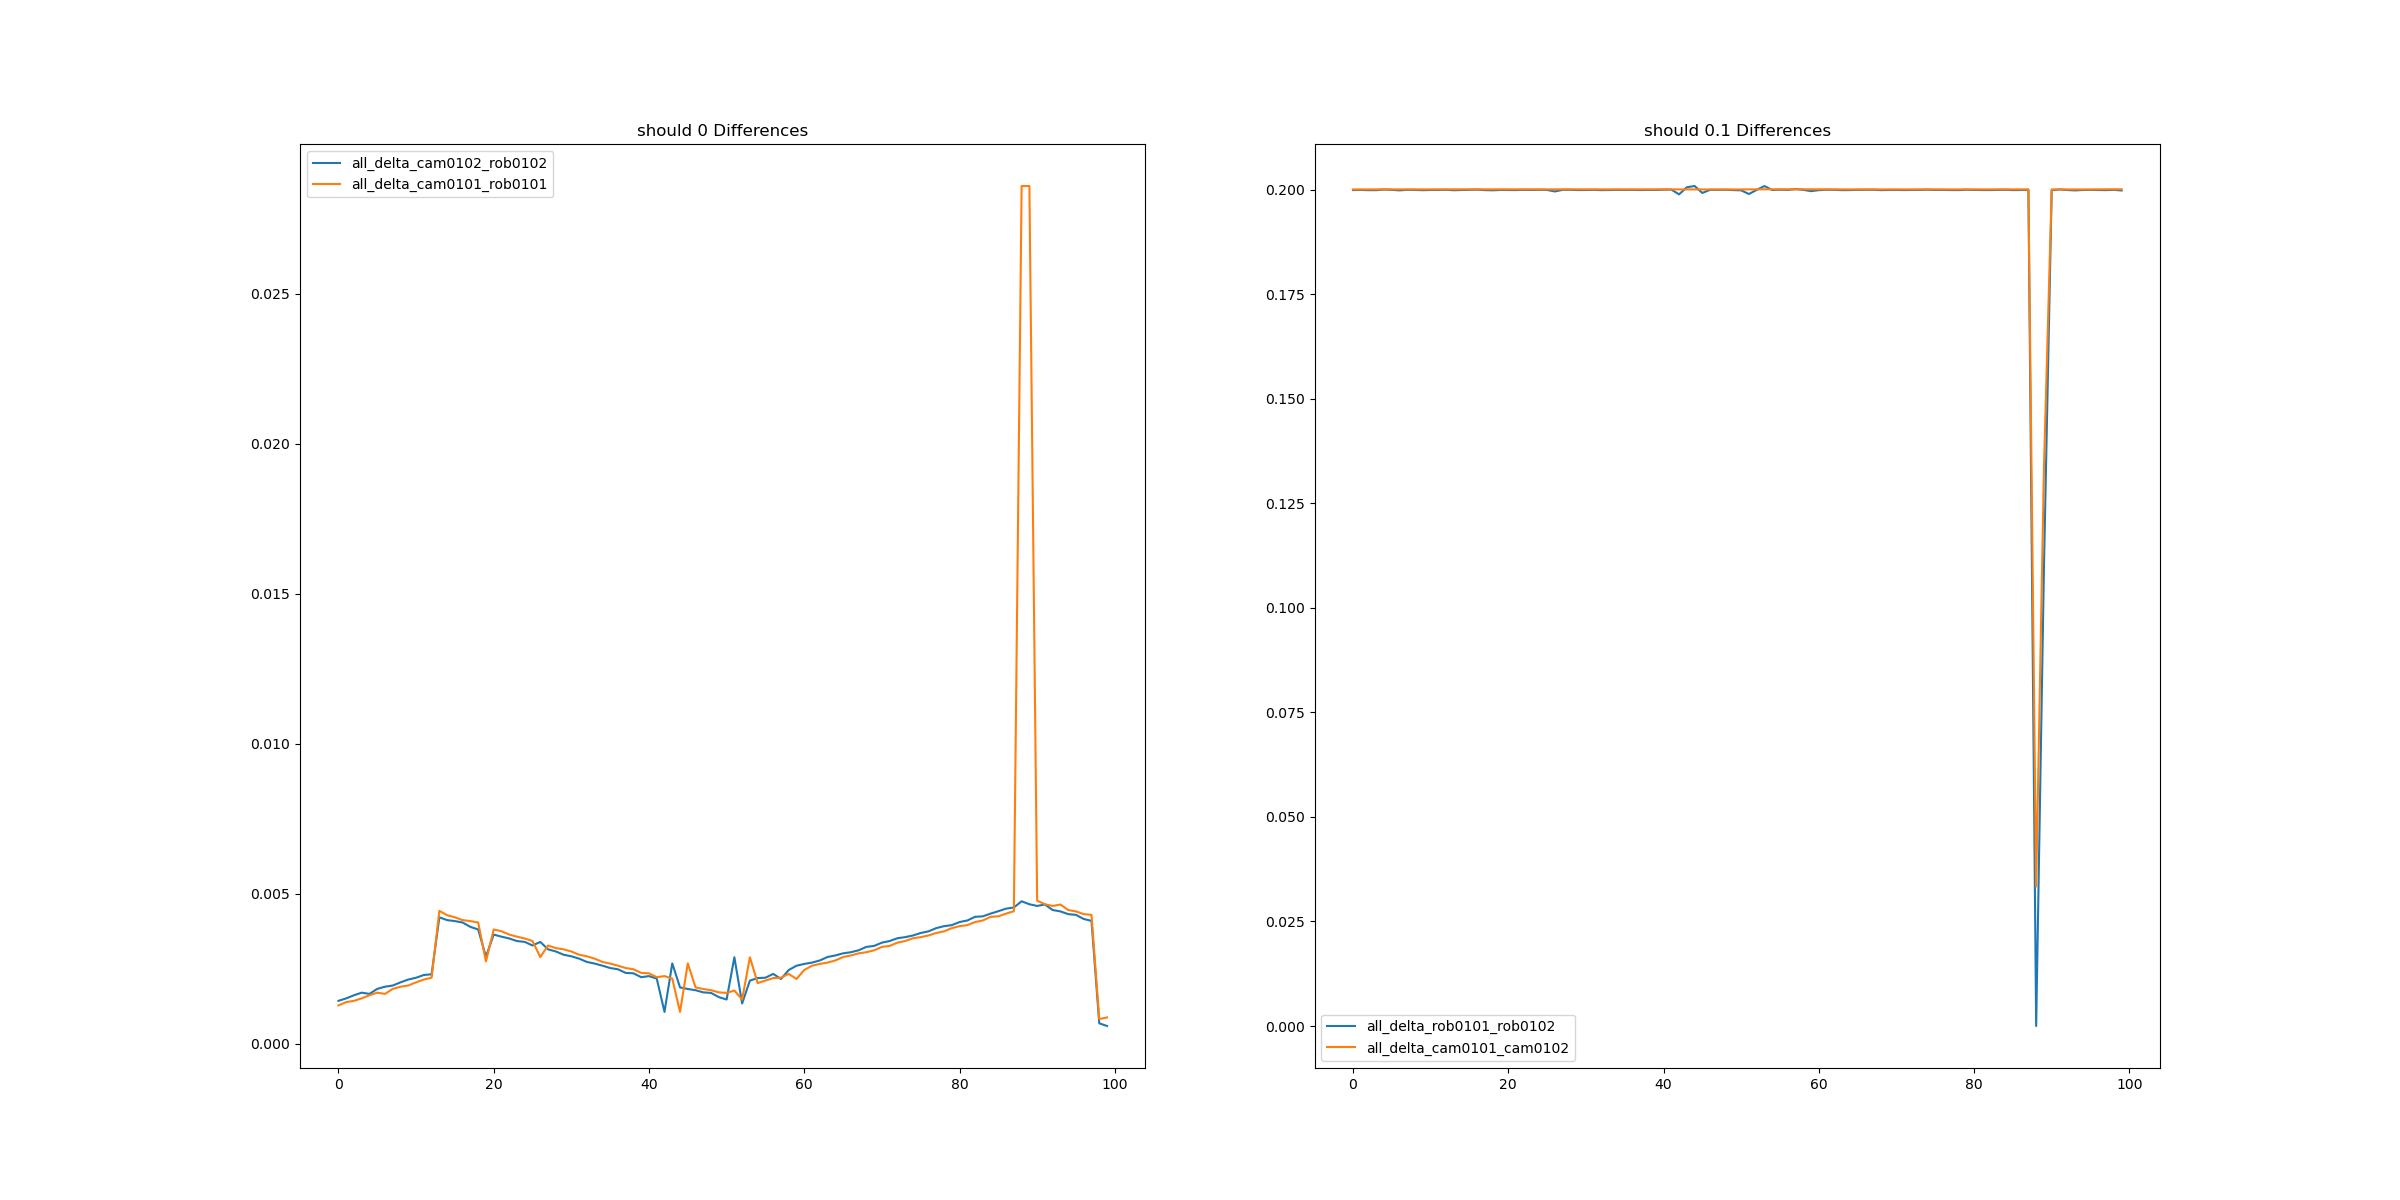 should 0 Differences
all_delta_cam0102_rob0102
all_delta_cam0101_rob0101
0.025
0.020
0.015
0.010
0.005
0.000
0 20 40 60 80 100
should 0.1 Differences
0.200
0.175
0.150
0.125
0.100
0.075
0.050
0.025
0.000
all_delta_rob0101_rob0102
all_delta_cam0101_cam0102
0 20 40 60 80 100